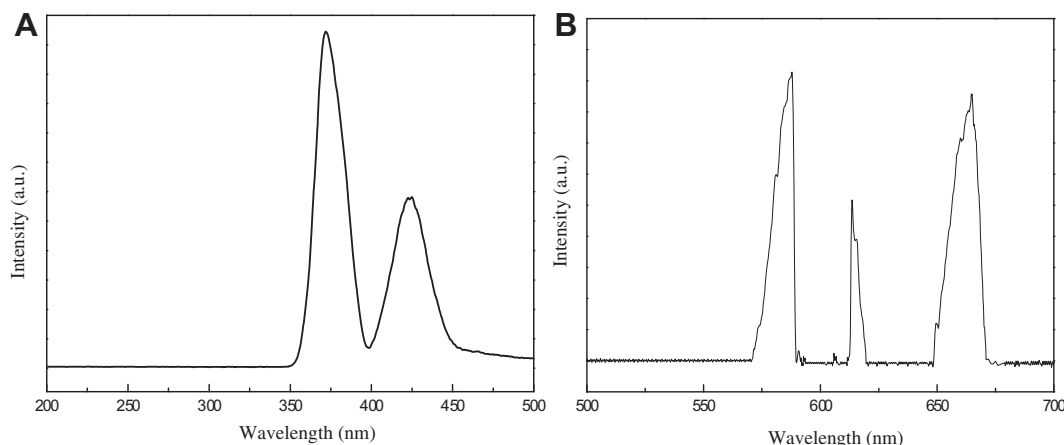 A
Intensity (a.u.)
200 250 300 350 400 450 500
Wavelength (nm)
B
Intensity (a.u.)
500 550 600 650 700
Wavelength (nm)